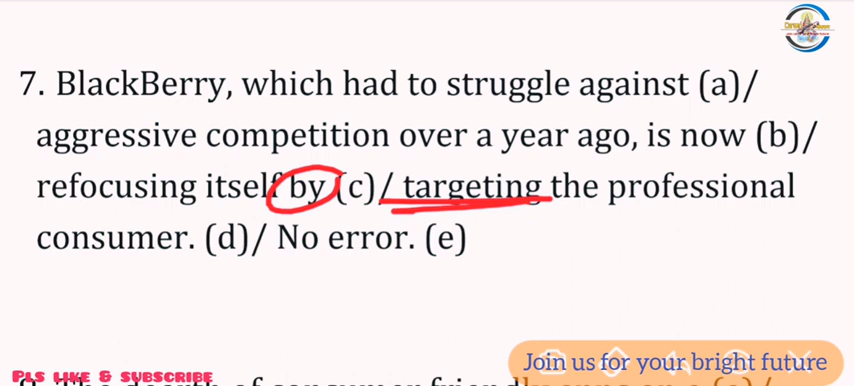 7. BlackBerry, which had to struggle against (a)/
aggressive competition over a year ago, is now (b)/
refocusing itself by (c)/ targeting the professional
consumer. (d)/ No error. (e)
Join us for your bright future
PLS LIKE & SUBSCRIBE